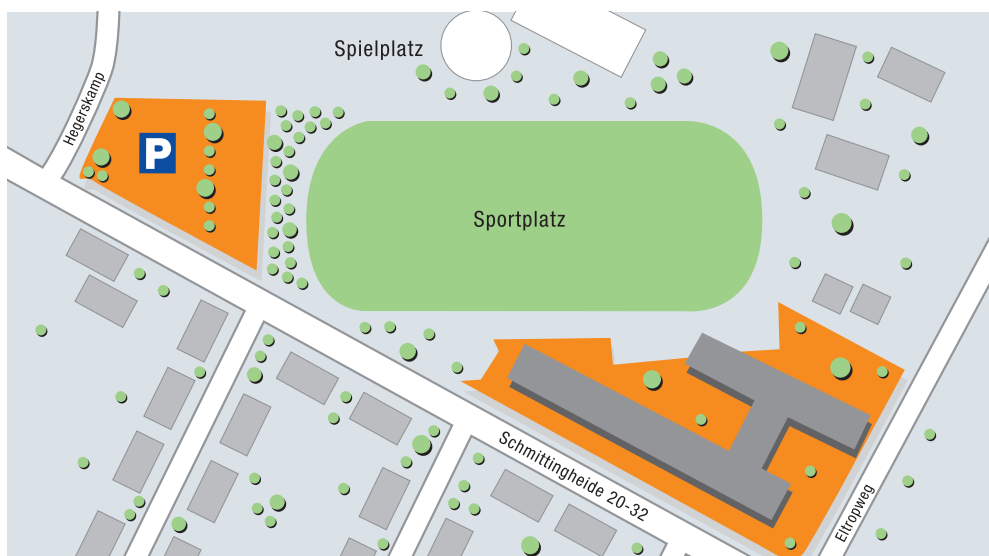 Spielplatz
Hegerskamp
P
Sportplatz
Schmittingheide 20-32
Eltropweg